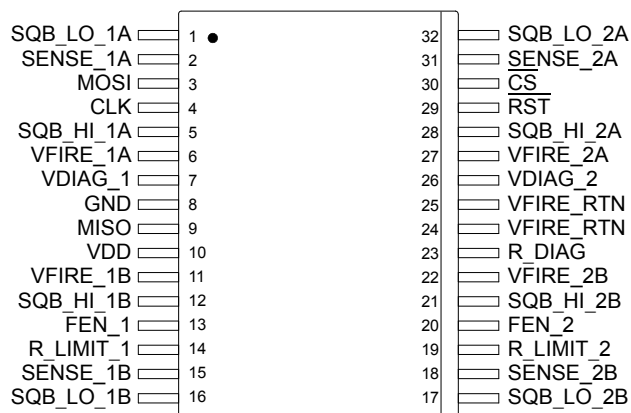 SQB_LO_1A 1 32 SQB_LO_2A
SENSE_1A 2 31 SENSE_2A
MOSI 3 30 CS
CLK 4 29 RST
SQB_HI_1A 5 28 SQB_HI_2A
VFIRE_1A 6 27 VFIRE_2A
VDIAG_1 7 26 VDIAG_2
GND 8 25 VFIRE_RTN
MISO 9 24 VFIRE_RTN
VDD 10 23 R_DIAG
VFIRE_1B 11 22 VFIRE_2B
SQB_HI_1B 12 21 SQB_HI_2B
FEN_1 13 20 FEN_2
R_LIMIT_1 14 19 R_LIMIT_2
SENSE_1B 15 18 SENSE_2B
SQB_LO_1B 16 17 SQB_LO_2B